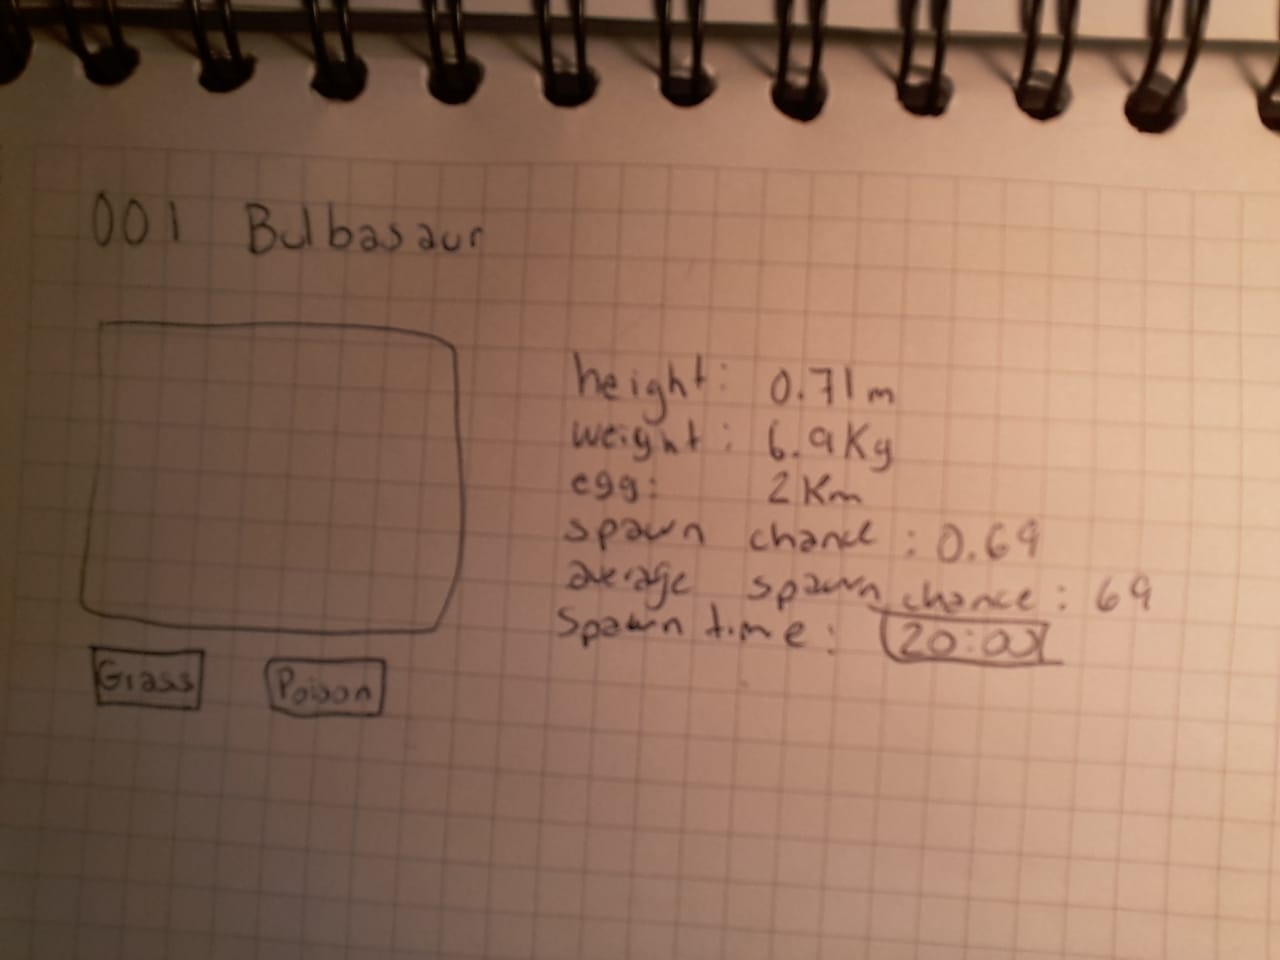 001 Bulbasaur
height: 0.71m
weight: 6.9Kg
egg: 2Km
spawn chance: 0.69
average spawn chance: 69
Spawn time: 20:00
Grass Poison